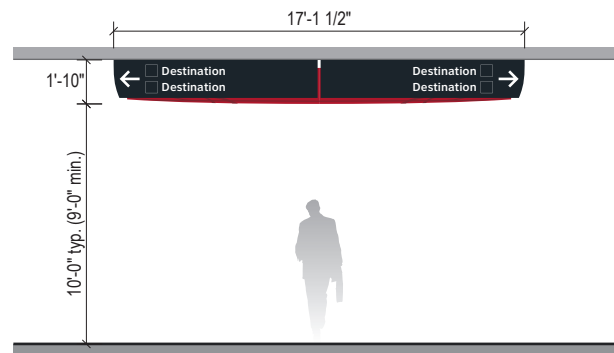 17'-1 1/2"
1'-10"
Destination
Destination
Destination
Destination
10'-0" typ. (9'-0" min.)